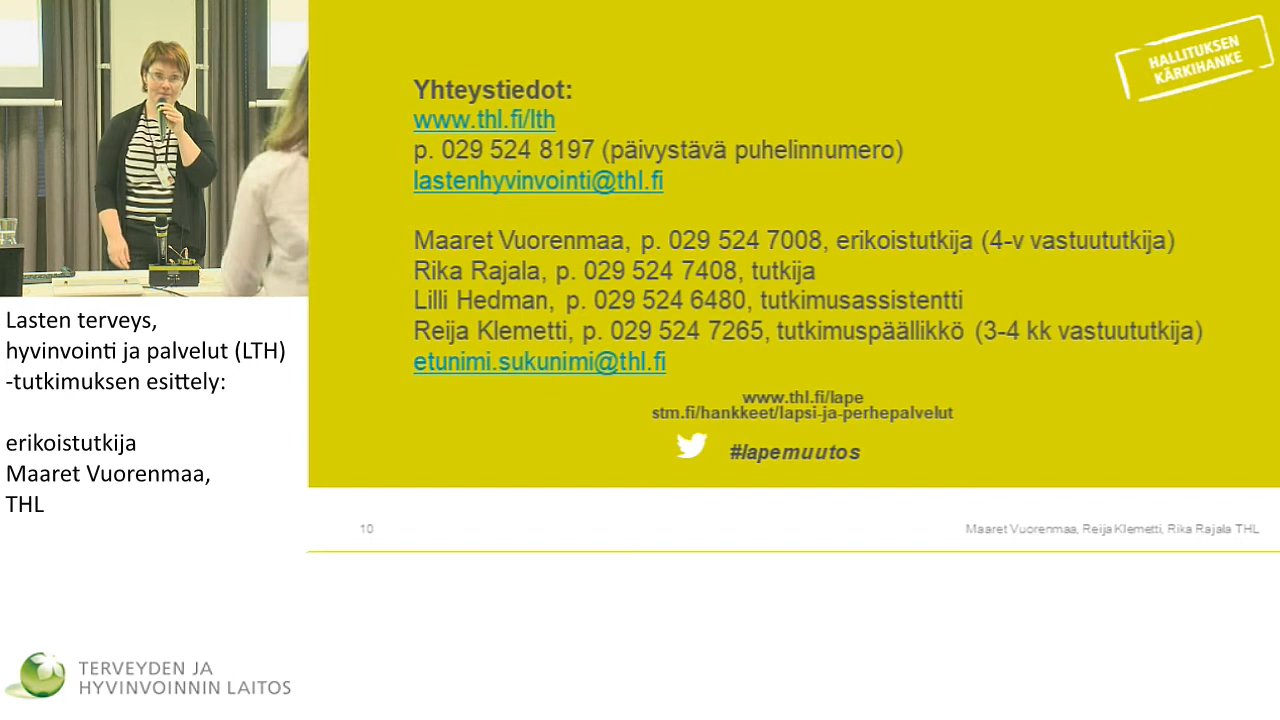 HALLITUKSEN
KÄRKIHANKE
Yhteystiedot:
www.thl.fi/lth
p. 029 524 8197 (päivystävä puhelinnumero)
lastenhyvinvointi@thl.fi
Maaret Vuorenmaa, p. 029 524 7008, erikoistutkija (4-v vastuututkija)
Rika Rajala, p. 029 524 7408, tutkija
Lilli Hedman, p. 029 524 6480, tutkimusassistentti
Reija Klemetti, p. 029 524 7265, tutkimuspäällikkö (3-4 kk vastuututkija)
etunimi.sukunimi@thl.fi
www.thl.fi/lape
stm.fi/hankkeet/lapsi-ja-perhepalvelut
#lapemuutos
10
Maaret Vuorenmaa, Reija Klemetti, Rika Rajala THL
Lasten terveys,
hyvinvointi ja palvelut (LTH)
-tutkimuksen esittely:
erikoistutkija
Maaret Vuorenmaa,
THL
TERVEYDEN JA
HYVINVOINNIN LAITOS